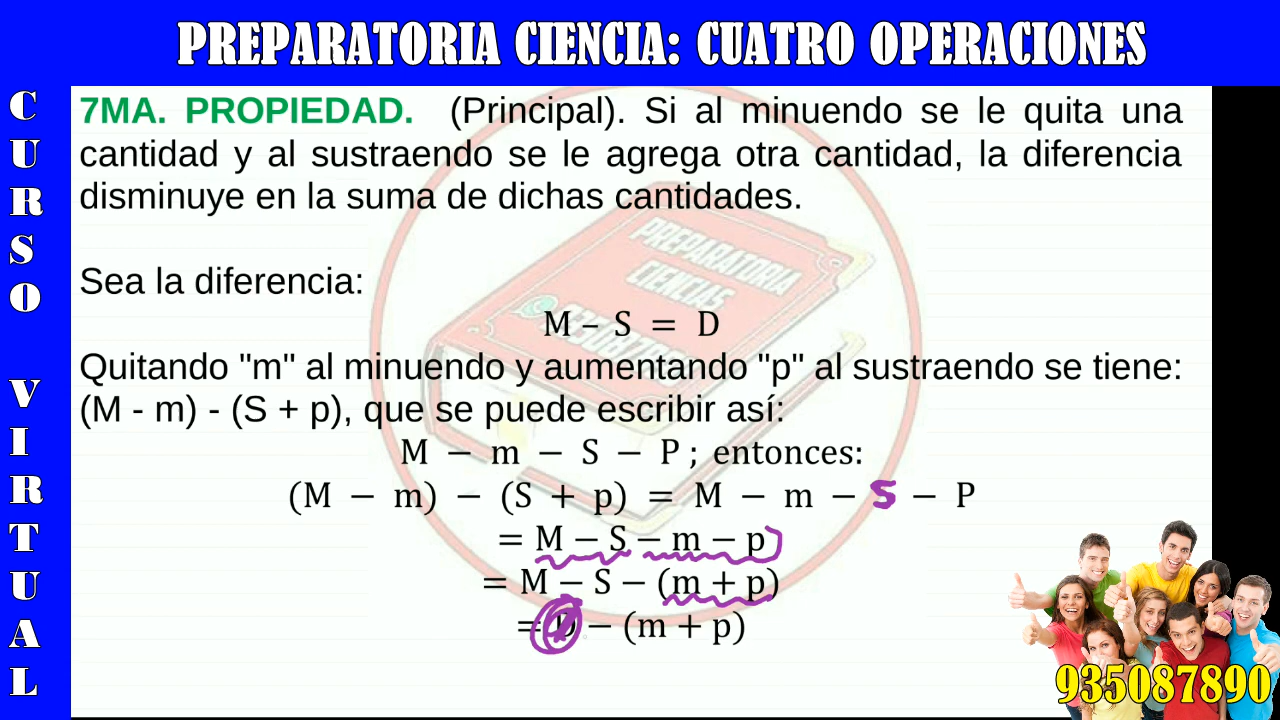 PREPARATORIA CIENCIA: CUATRO OPERACIONES
CURSO VIRTUAL
7MA. PROPIEDAD. (Principal). Si al minuendo se le quita una
cantidad y al sustraendo se le agrega otra cantidad, la diferencia
disminuye en la suma de dichas cantidades.
Sea la diferencia:
M – S = D
Quitando "m" al minuendo y aumentando "p" al sustraendo se tiene:
(M - m) - (S + p), que se puede escribir así:
M − m − S − P ; entonces:
(M − m) − (S + p) = M − m − S − P
= M − S − m − p
= M − S − (m + p)
= D − (m + p)
PREPARATORIA
CIENCIAS
935087890